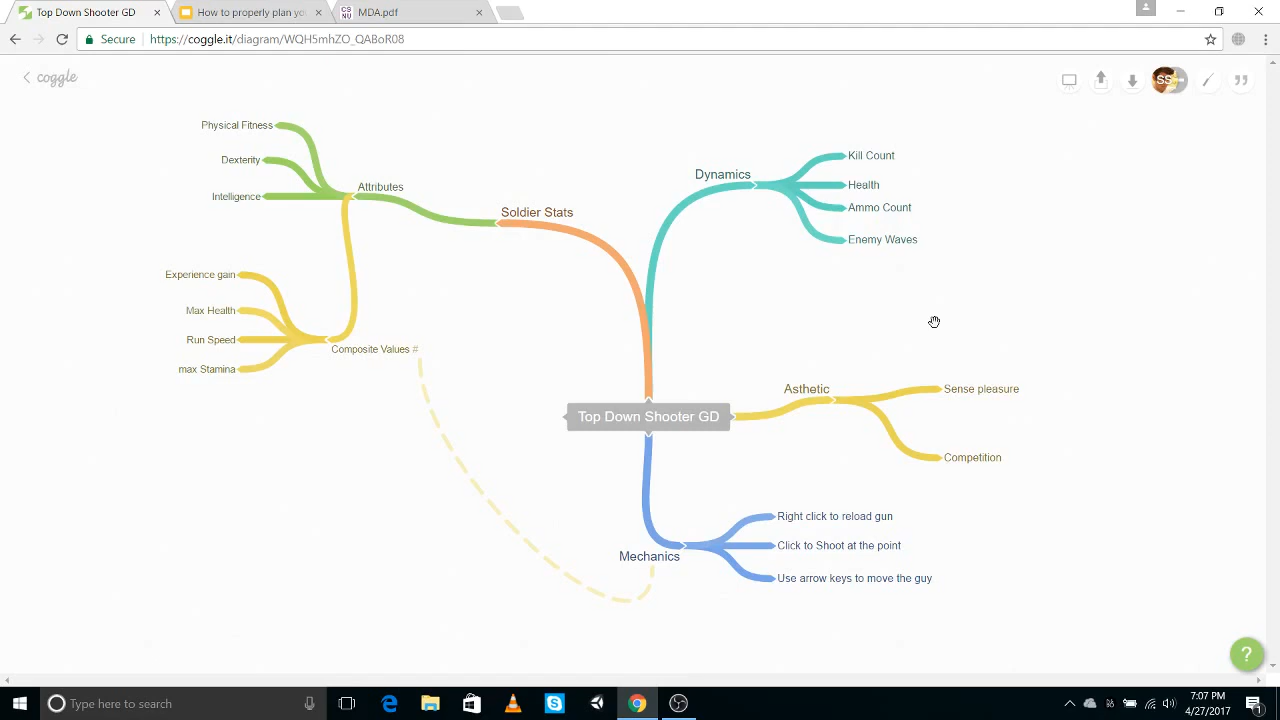 Top Down Shooter GD
How to properly plan you
MDA.pdf
Secure
https://coggle.it/diagram/WQH5mhZO_QABoR08
coggle
SS
Physical Fitness
Dexterity
Intelligence
Attributes
Soldier Stats
Experience gain
Max Health
Run Speed
max Stamina
Composite Values #
Dynamics
Kill Count
Health
Ammo Count
Enemy Waves
Top Down Shooter GD
Asthetic
Sense pleasure
Competition
Mechanics
Right click to reload gun
Click to Shoot at the point
Use arrow keys to move the guy
?
Type here to search
7:07 PM
4/27/2017